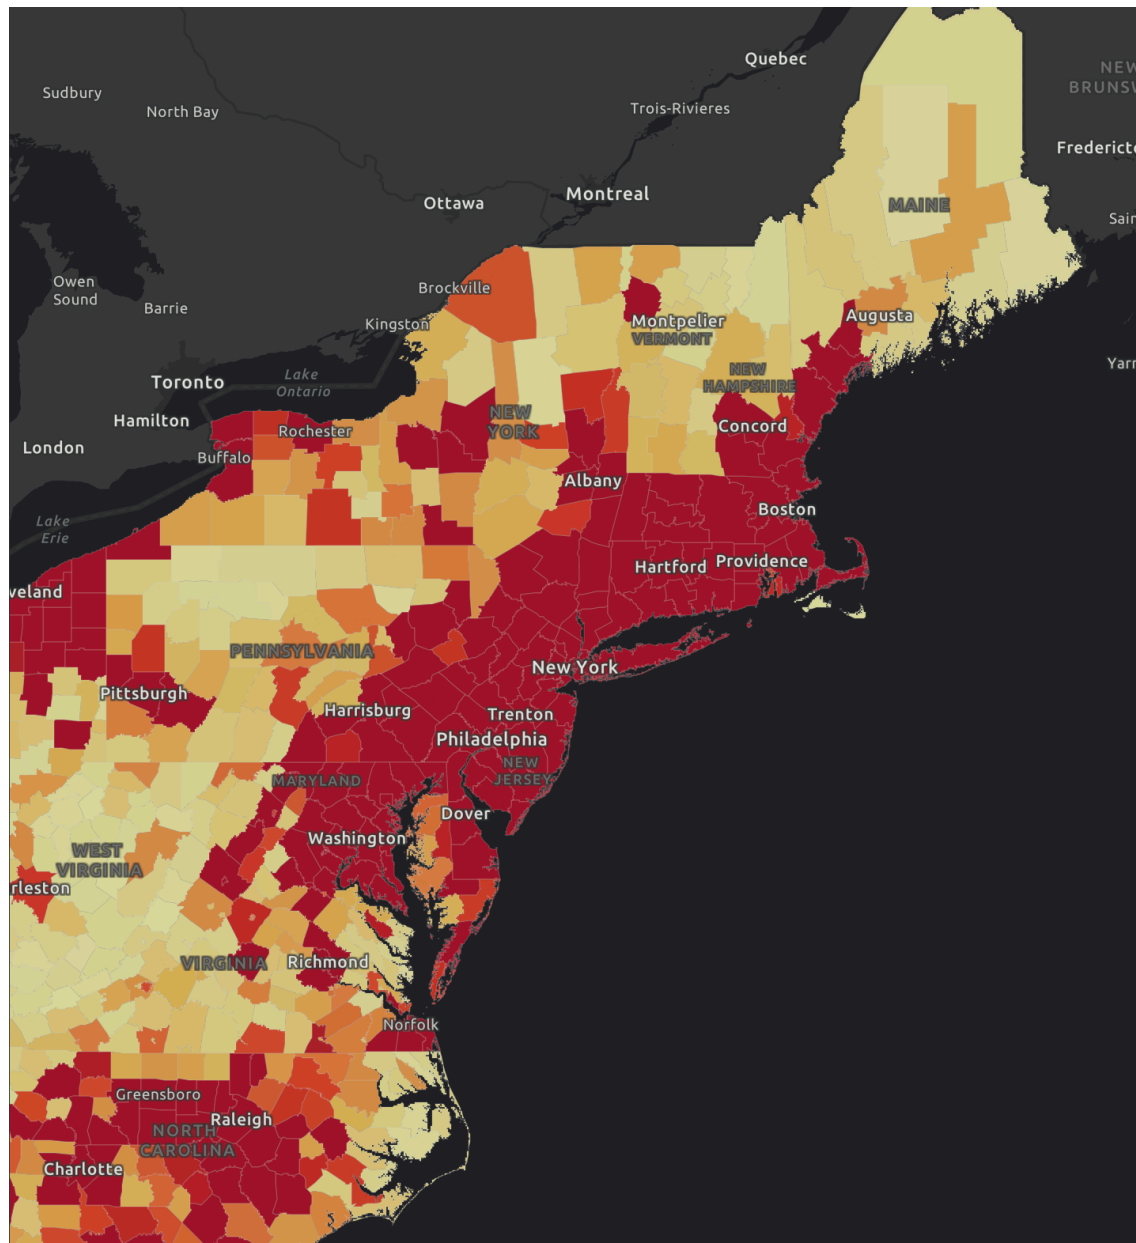 Quebec
NEW
BRUNSW
Sudbury
North Bay
Trois-Rivieres
Frederict
Montreal
Ottawa
MAINE
Sain
Owen
Sound
Brockville
Barrie
Kingston
Augusta
Montpelier
VERMONT
Yarm
Toronto
Lake
Ontario
NEW
HAMPSHIRE
Hamilton
NEW
YORK
London
Rochester
Concord
Buffalo
Albany
Boston
Lake
Erie
Hartford
Providence
veland
PENNSYLVANIA
New York
Pittsburgh
Harrisburg
Trenton
Philadelphia
NEW
JERSEY
MARYLAND
Dover
Washington
WEST
VIRGINIA
rleston
VIRGINIA
Richmond
Norfolk
Greensboro
Raleigh
NORTH
CAROLINA
Charlotte